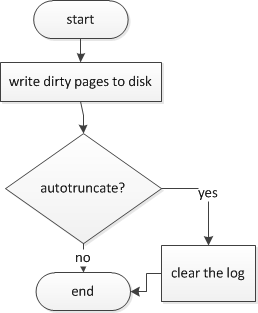 start
write dirty pages to disk
autotruncate?
yes
no
clear the log
end